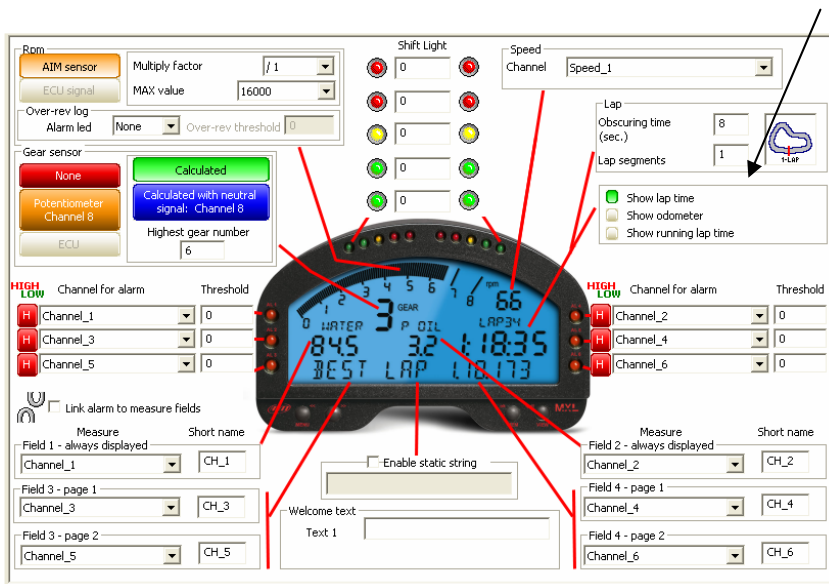 Rpm
AIM sensor
ECU signal
Multiply factor / 1
MAX value 16000
Over-rev log
Alarm led None Over-rev threshold 0
Gear sensor
None
Potentiometer
Channel 8
ECU
Calculated
Calculated with neutral
signal: Channel 8
Highest gear number
6
Shift Light
0
0
0
0
0
Speed
Channel Speed_1
Lap
Obscuring time
(sec.) 8
Lap segments 1
1-LAP
Show lap time
Show odometer
Show running lap time
HIGH
LOW Channel for alarm Threshold
H Channel_1 0
H Channel_3 0
H Channel_5 0
HIGH
LOW Channel for alarm Threshold
H Channel_2 0
H Channel_4 0
H Channel_6 0
0 1 2 3 4 5 6 7 8 rpm
66
3 GEAR
WATER P OIL LAP34
84.5 3.2 1:18.35
BEST LAP 1.18.173
MXL
Link alarm to measure fields
Measure Short name
Field 1 - always displayed
Channel_1 CH_1
Field 3 - page 1
Channel_3 CH_3
Field 3 - page 2
Channel_5 CH_5
Enable static string
Welcome text
Text 1
Measure Short name
Field 2 - always displayed
Channel_2 CH_2
Field 4 - page 1
Channel_4 CH_4
Field 4 - page 2
Channel_6 CH_6